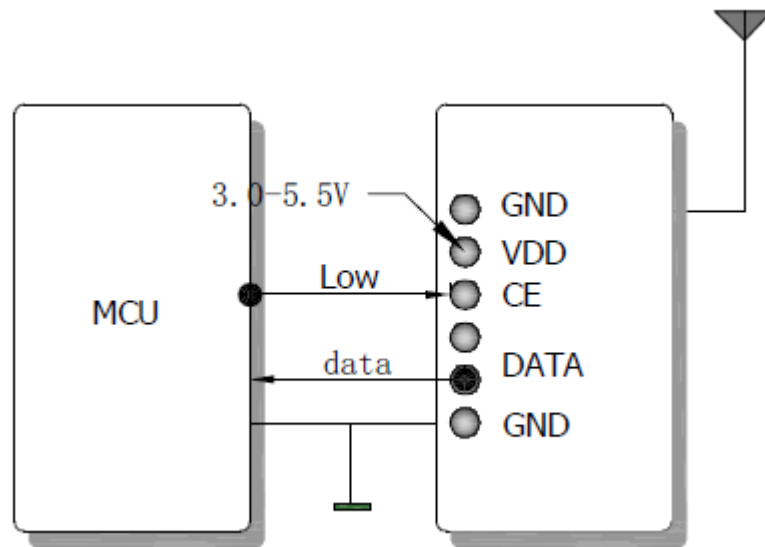 3.0-5.5V
GND
VDD
Low
CE
MCU
data
DATA
GND